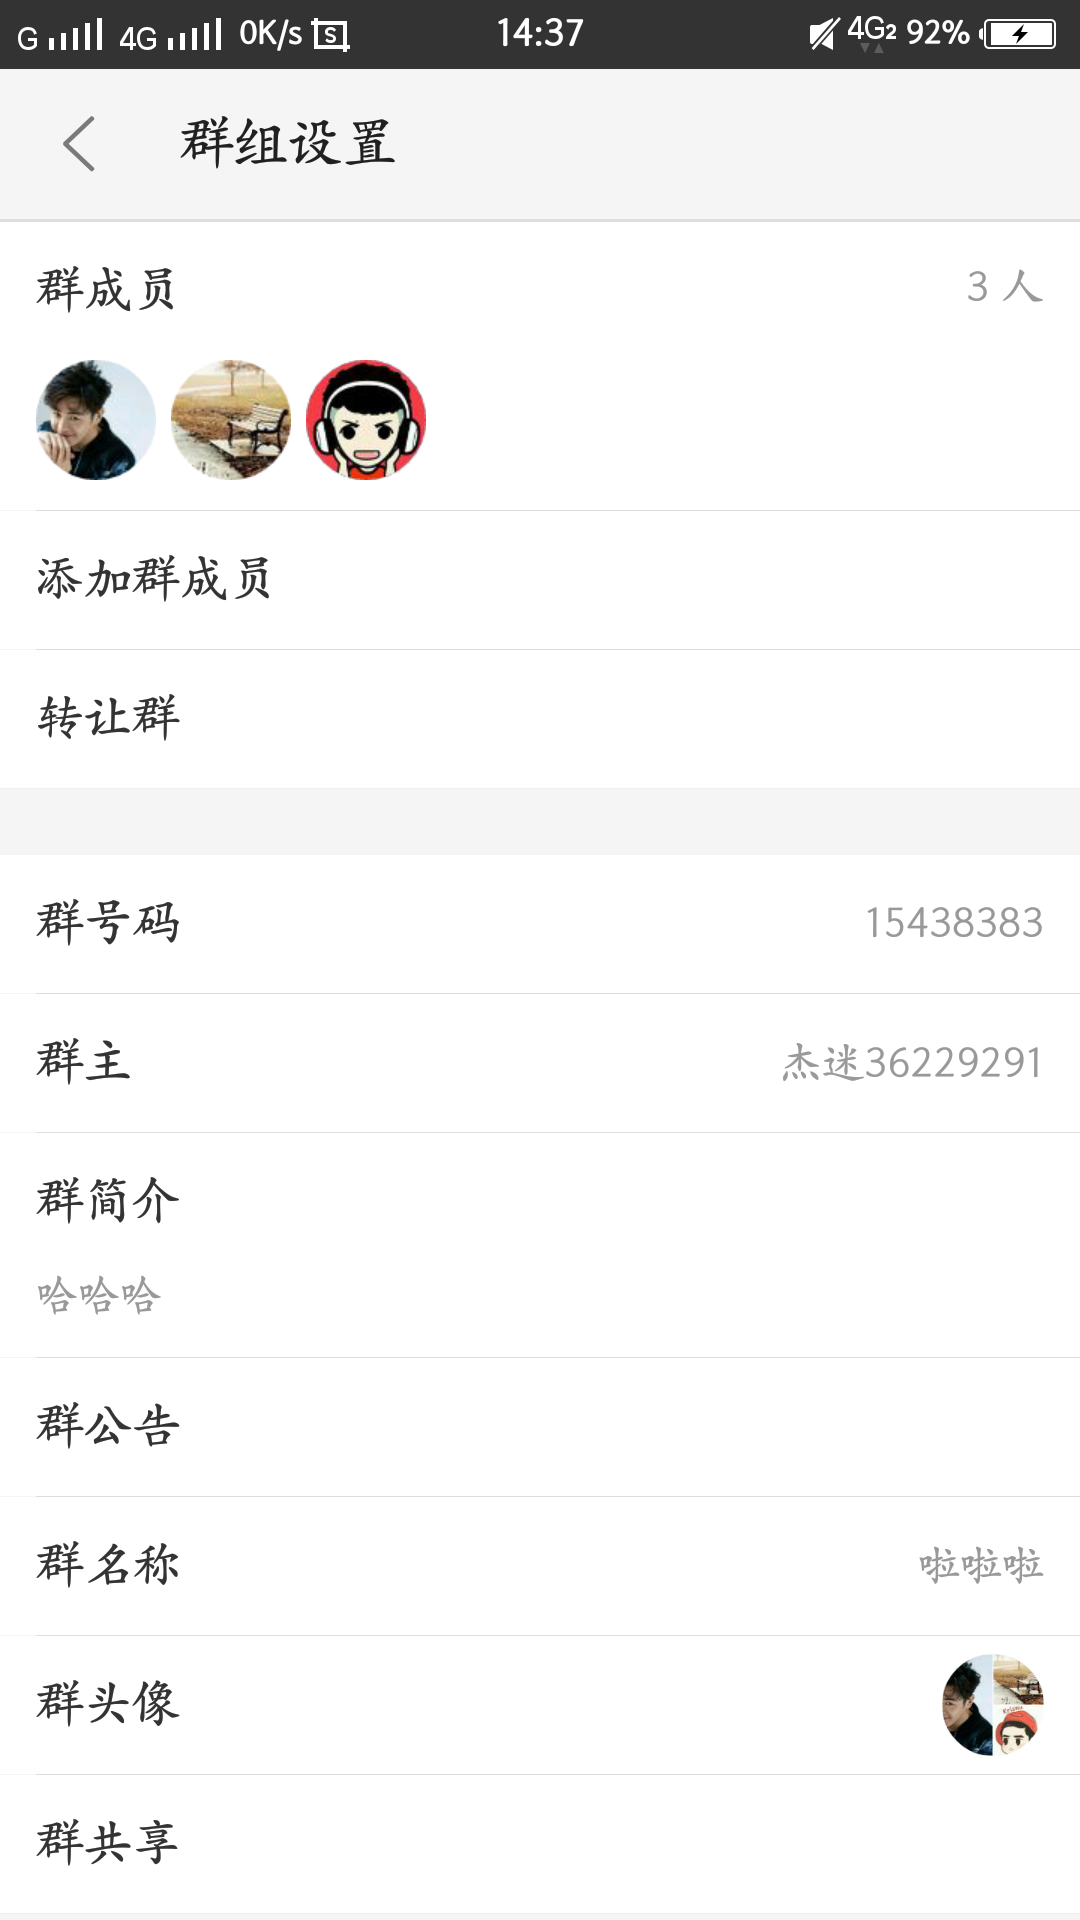 G 4G 0K/s S 14:37 4G2 92%
群组设置
群成员 3 人
添加群成员
转让群
群号码 15438383
群主 杰迷36229291
群简介
哈哈哈
群公告
群名称 啦啦啦
群头像
群共享